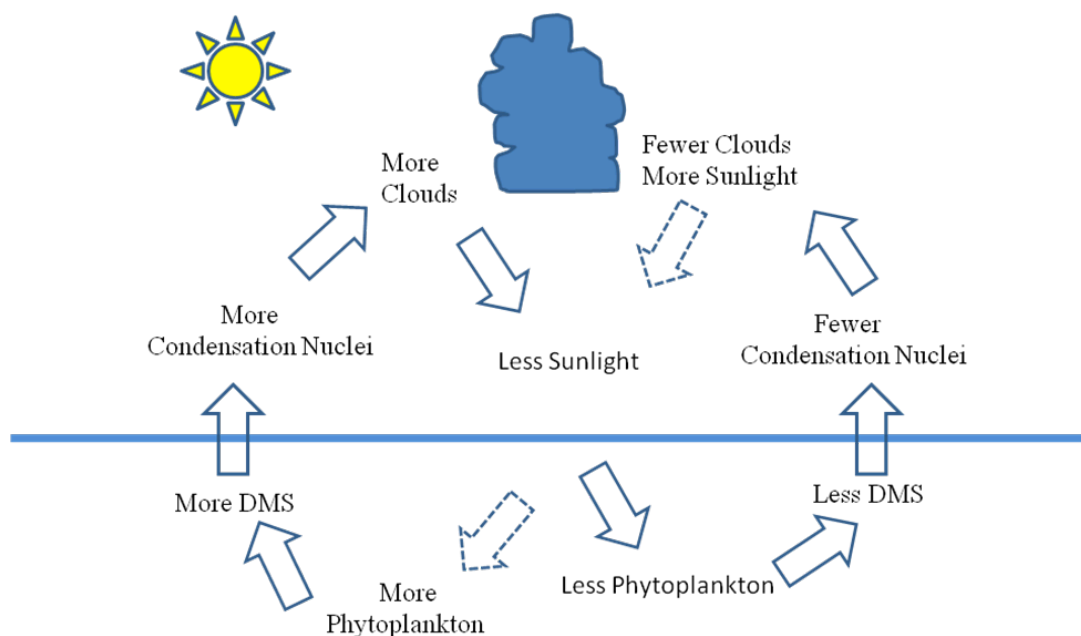 More
Clouds
Fewer Clouds
More Sunlight
More
Condensation Nuclei
Less Sunlight
Fewer
Condensation Nuclei
More DMS
Less DMS
More
Phytoplankton
Less Phytoplankton